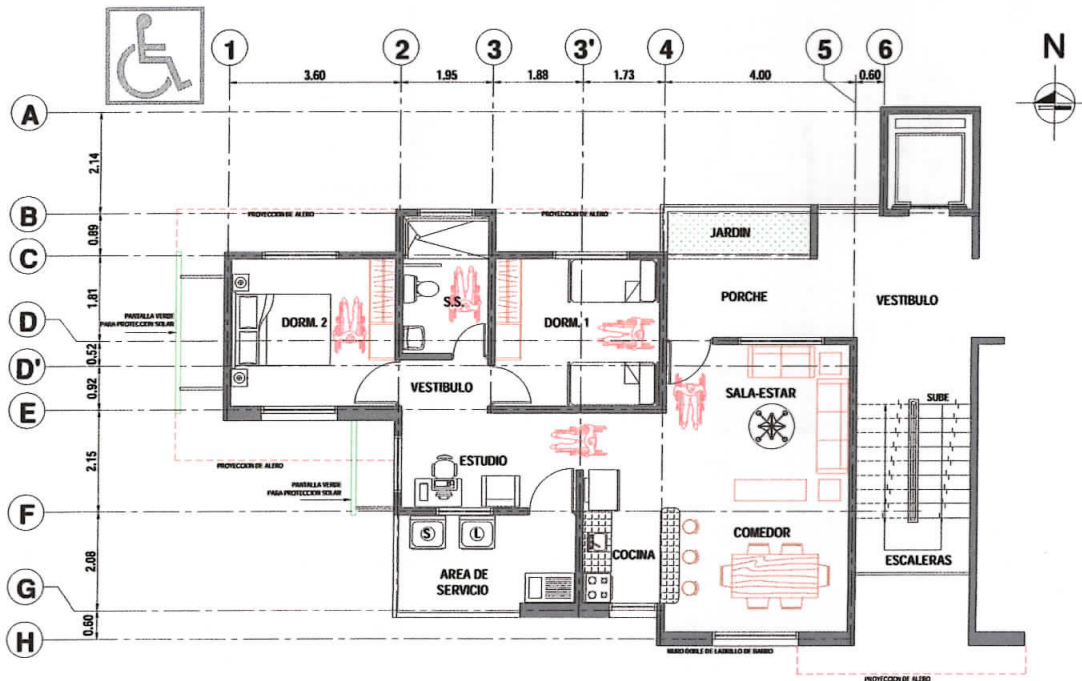 1
2
3
3'
4
5
6
N
3.60
1.95
1.88
1.73
4.00
0.60
A
B
C
D
D'
E
F
G
H
2.14
0.89
1.81
0.52
0.92
2.15
2.08
0.60
PROYECCION DE ALERO
PROYECCION DE ALERO
JARDIN
PORCHE
VESTIBULO
S.S.
DORM. 2
DORM. 1
PANTALLA VERDE
PARA PROTECCION SOLAR
VESTIBULO
SALA-ESTAR
SUBE
PROYECCION DE ALERO
ESTUDIO
PANTALLA VERDE
PARA PROTECCION SOLAR
S
L
COCINA
COMEDOR
ESCALERAS
AREA DE
SERVICIO
MURO DOBLE DE LADRILLO DE BARRO
PROYECCION DE ALERO